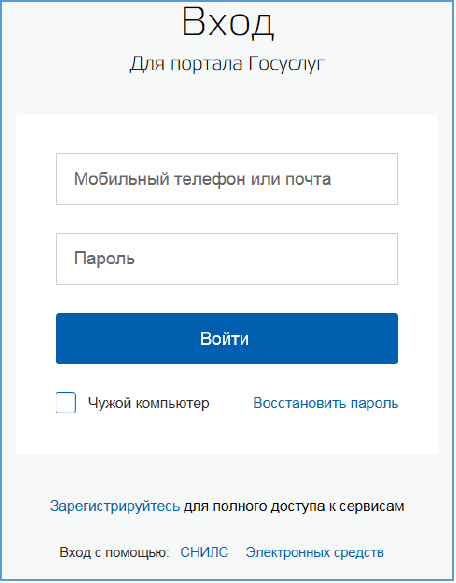 Вход
Для портала Госуслуг
Мобильный телефон или почта
Пароль
Войти
Чужой компьютер Восстановить пароль
Зарегистрируйтесь для полного доступа к сервисам
Вход с помощью: СНИЛС Электронных средств